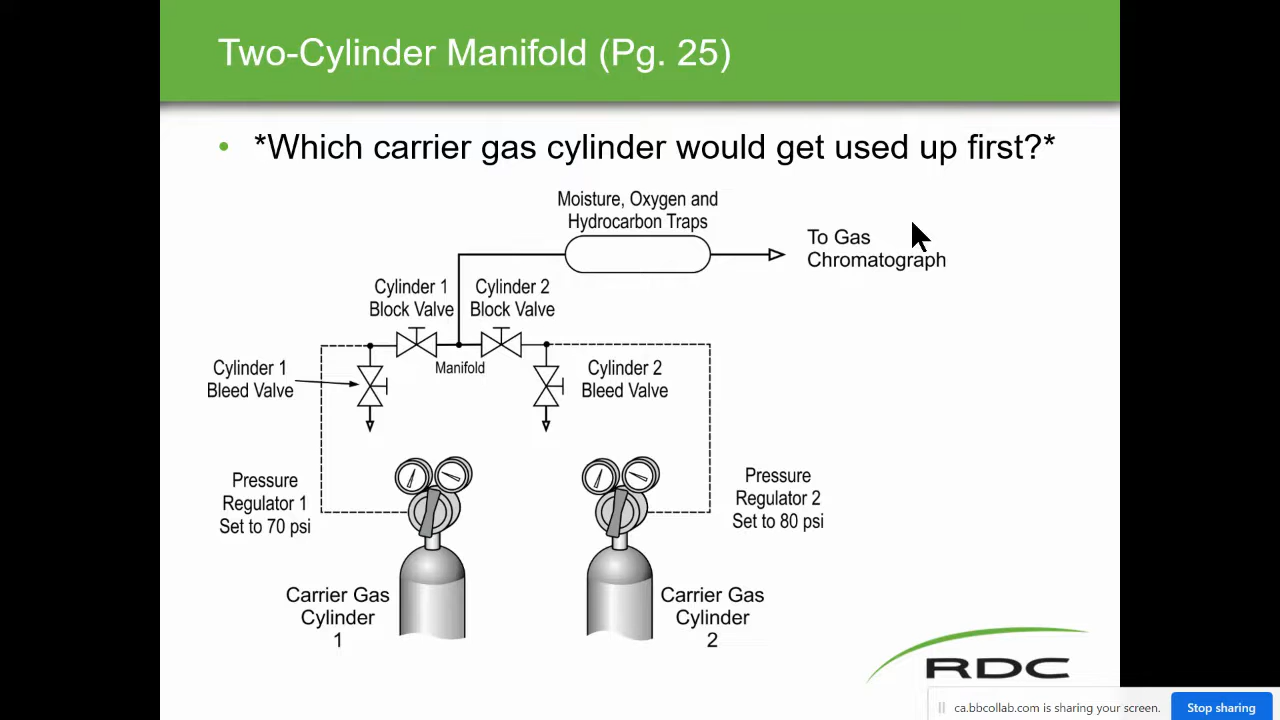 Two-Cylinder Manifold (Pg. 25)
• *Which carrier gas cylinder would get used up first?*
Moisture, Oxygen and
Hydrocarbon Traps
To Gas
Chromatograph
Cylinder 1
Block Valve
Cylinder 2
Block Valve
Manifold
Cylinder 1
Bleed Valve
Cylinder 2
Bleed Valve
Pressure
Regulator 1
Set to 70 psi
Pressure
Regulator 2
Set to 80 psi
Carrier Gas
Cylinder
1
Carrier Gas
Cylinder
2
RDC
ca.bbcollab.com is sharing your screen.
Stop sharing